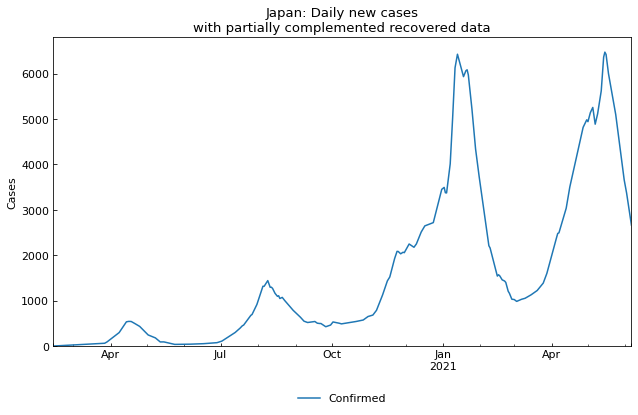 Japan: Daily new cases
with partially complemented recovered data
Cases
6000
5000
4000
3000
2000
1000
0
Apr
Jul
Oct
Jan
2021
Apr
Confirmed